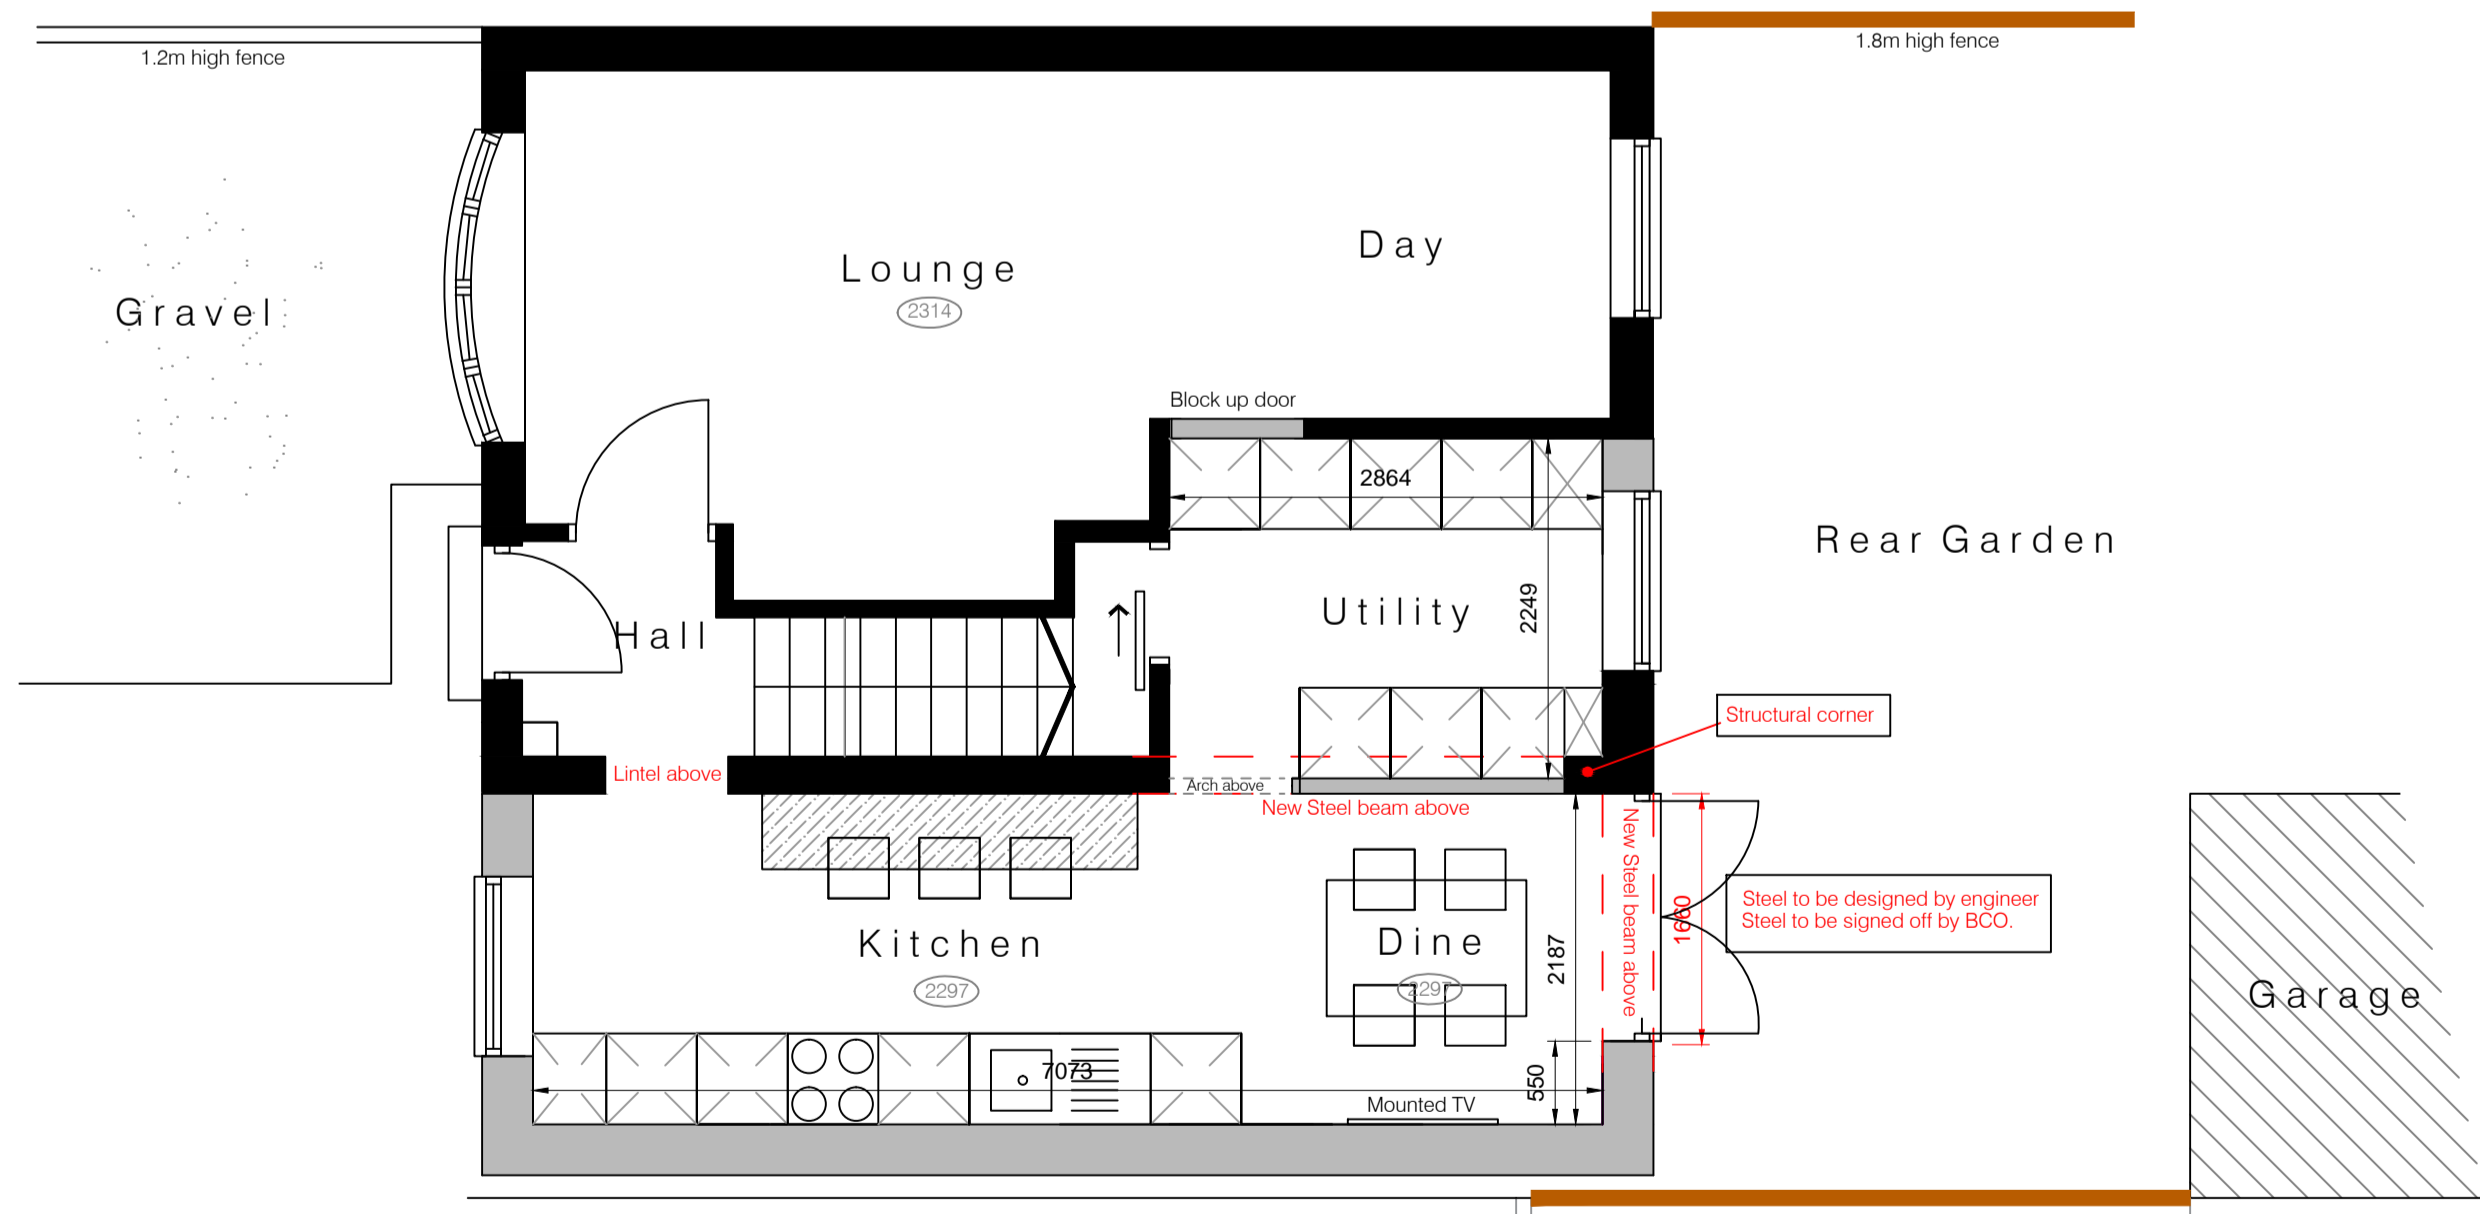 1.2m high fence
1.8m high fence
Gravel
Lounge
2314
Day
Block up door
2864
Rear Garden
Hall
Utility
2249
Structural corner
Lintel above
Arch above
New Steel beam above
New Steel beam above
1660
Steel to be designed by engineer
Steel to be signed off by BCO.
Kitchen
2297
Dine
2297
2187
Garage
7073
550
Mounted TV